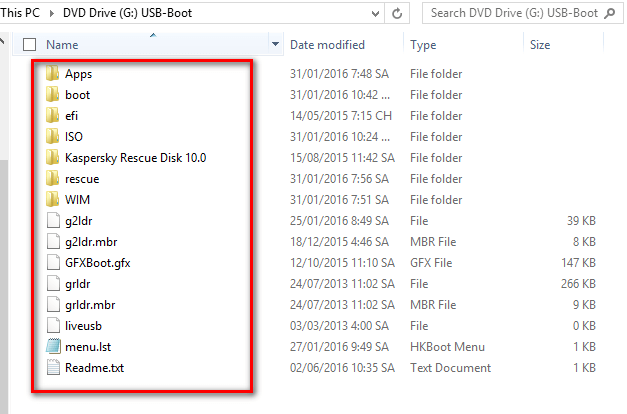 This PC > DVD Drive (G:) USB-Boot Search DVD Drive (G:) USB-Boot
Name Date modified Type Size
Apps 31/01/2016 7:48 SA File folder
boot 31/01/2016 10:42 ... File folder
efi 14/05/2015 7:15 CH File folder
ISO 31/01/2016 10:24 ... File folder
Kaspersky Rescue Disk 10.0 15/08/2015 11:42 SA File folder
rescue 31/01/2016 7:56 SA File folder
WIM 31/01/2016 7:51 SA File folder
g2ldr 25/01/2016 8:49 SA File 39 KB
g2ldr.mbr 18/12/2015 4:46 SA MBR File 8 KB
GFXBoot.gfx 12/10/2015 11:10 SA GFX File 147 KB
grldr 24/07/2013 11:02 SA File 266 KB
grldr.mbr 24/07/2013 11:02 SA MBR File 9 KB
liveusb 03/03/2013 4:00 SA File 0 KB
menu.lst 27/01/2016 9:49 SA HKBoot Menu 1 KB
Readme.txt 02/06/2016 10:35 SA Text Document 1 KB